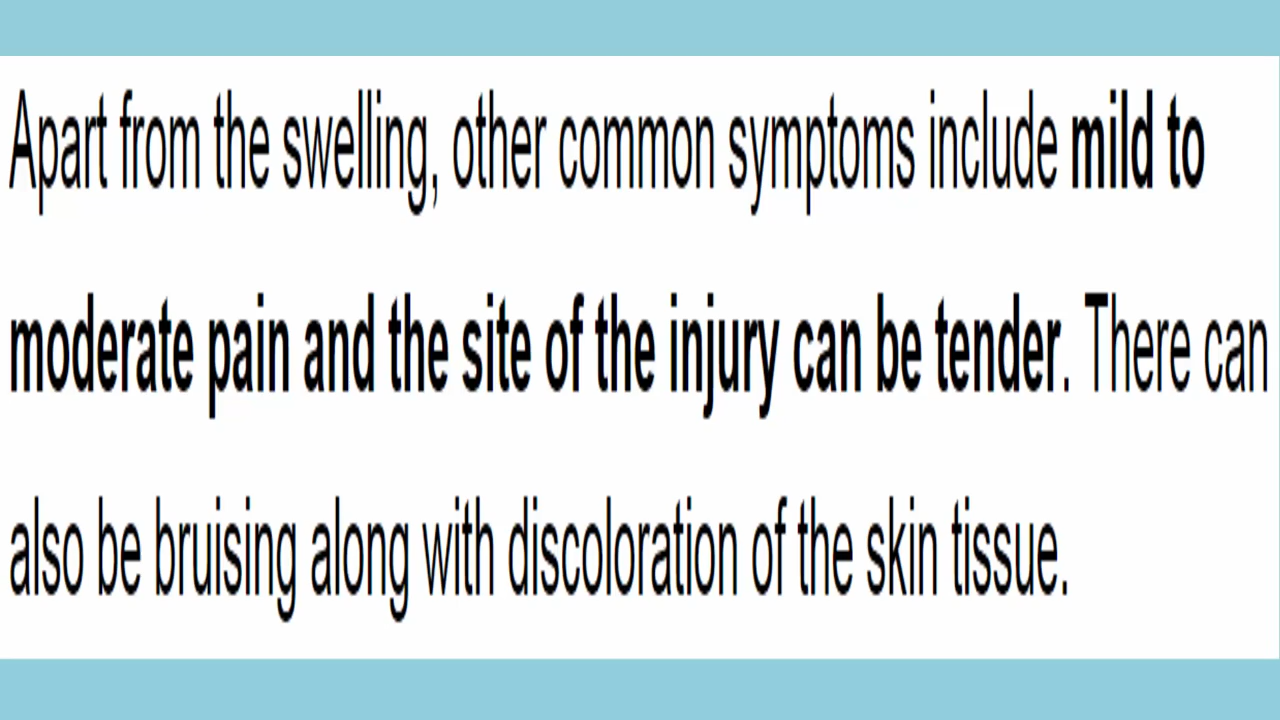 Apart from the swelling, other common symptoms include mild to
moderate pain and the site of the injury can be tender. There can
also be bruising along with discoloration of the skin tissue.